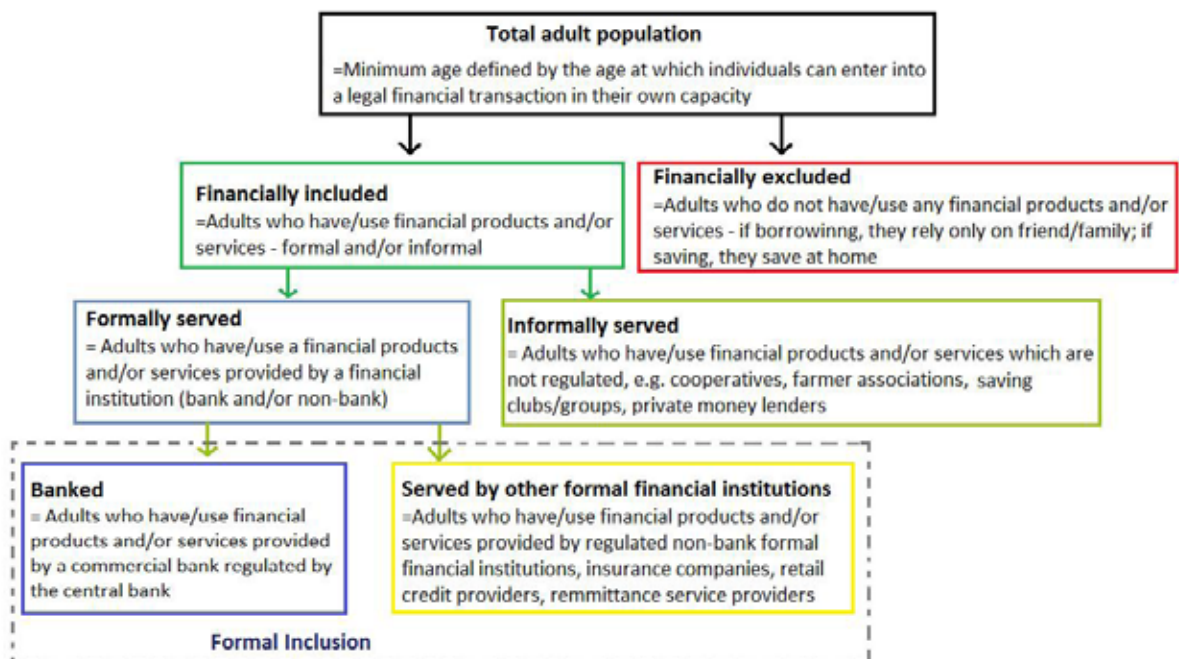 Total adult population
=Minimum age defined by the age at which individuals can enter into
a legal financial transaction in their own capacity
Financially included
=Adults who have/use financial products and/or
services - formal and/or informal
Financially excluded
=Adults who do not have/use any financial products and/or
services - if borrowinng, they rely only on friend/family; if
saving, they save at home
Formally served
= Adults who have/use a financial products
and/or services provided by a financial
institution (bank and/or non-bank)
Informally served
= Adults who have/use financial products and/or services which are
not regulated, e.g. cooperatives, farmer associations, saving
clubs/groups, private money lenders
Banked
= Adults who have/use financial
products and/or services provided
by a commercial bank regulated by
the central bank
Served by other formal financial institutions
=Adults who have/use financial products and/or
services provided by regulated non-bank formal
financial institutions, insurance companies, retail
credit providers, remmittance service providers
Formal Inclusion